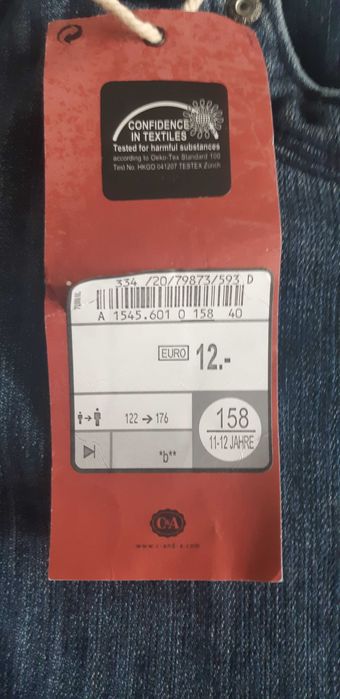 CONFIDENCE
IN TEXTILES
Tested for harmful substances
according to Oeko-Tex Standard 100
Test No. HKGO 041207 TESTEX Zürich
334 /20/79873/593 D
A 1545.601 0 158 40
EURO 12.-
122 → 176
158
11-12 JAHRE
*b**
C&A
www.c-and-a.com